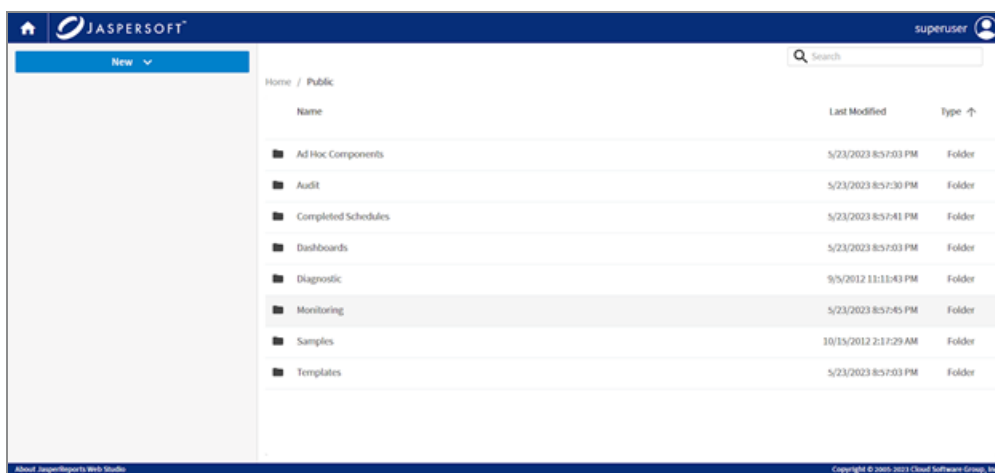 JASPERSOFT™ superuser
New
Search
Home / Public
Name Last Modified Type ↑
Ad Hoc Components 5/23/2023 8:57:03 PM Folder
Audit 5/23/2023 8:57:30 PM Folder
Completed Schedules 5/23/2023 8:57:41 PM Folder
Dashboards 5/23/2023 8:57:03 PM Folder
Diagnostic 9/5/2012 11:11:43 PM Folder
Monitoring 5/23/2023 8:57:45 PM Folder
Samples 10/15/2012 2:17:29 AM Folder
Templates 5/23/2023 8:57:03 PM Folder
About JasperReports Web Studio Copyright © 2005-2023 Cloud Software Group, In